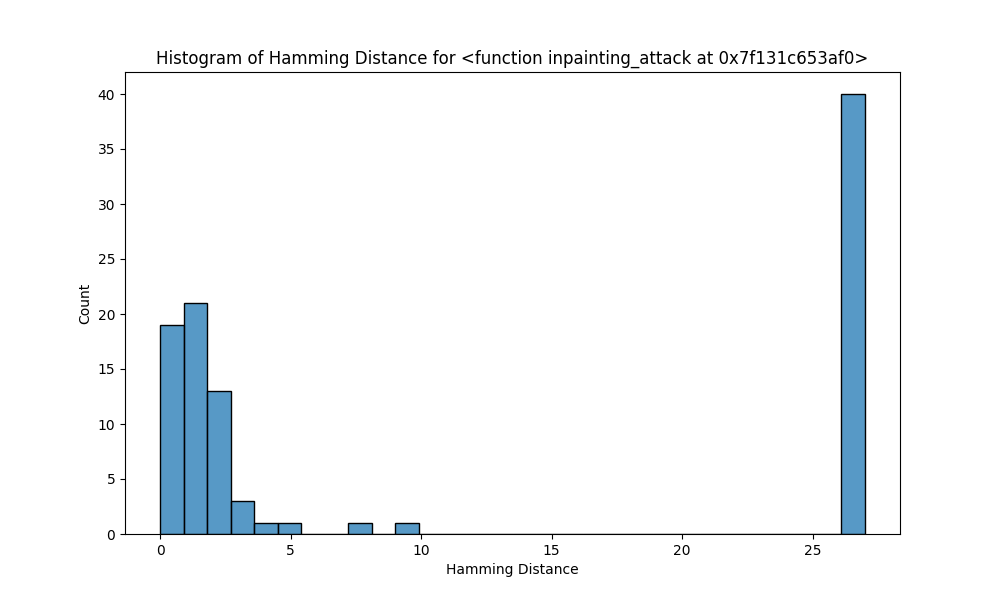 Histogram of Hamming Distance for <function inpainting_attack at 0x7f131c653af0>
40
35
30
25
20
15
10
5
0
Count
0 5 10 15 20 25
Hamming Distance